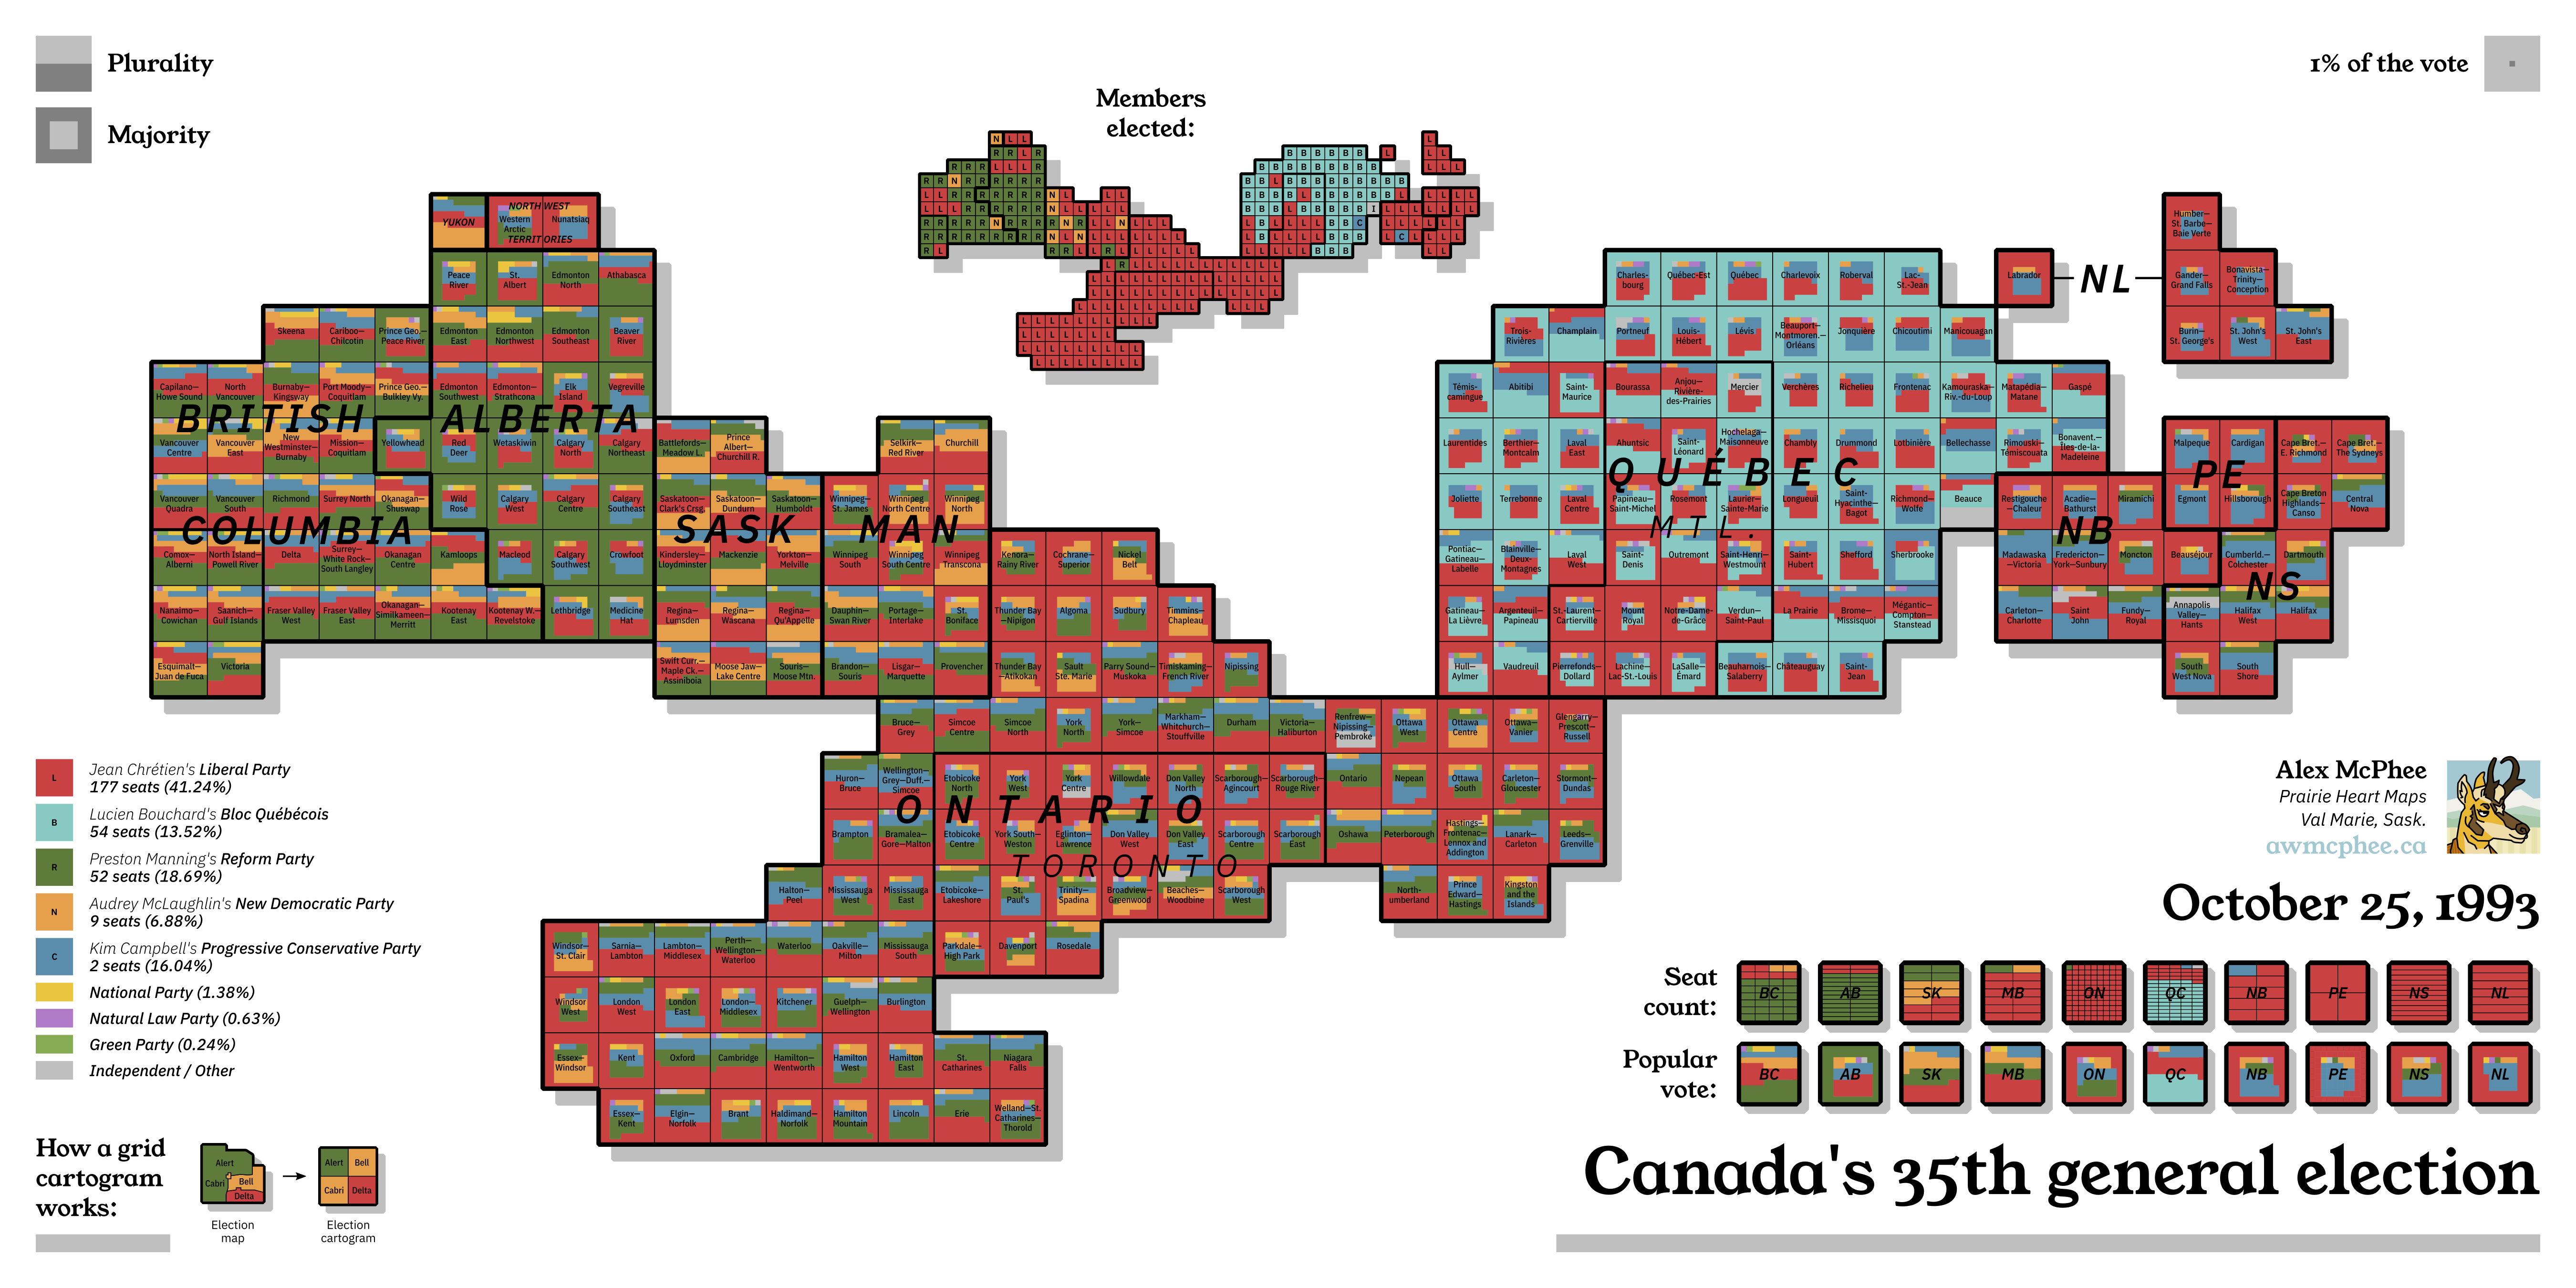 Plurality
Majority
1% of the vote
Members
elected:
YUKON
NORTHWEST
TERRITORIES
Western
Arctic
Nunatsiaq
Peace
River
St.
Albert
Edmonton
North
Athabasca
Skeena
Cariboo—
Chilcotin
Prince Geo.—
Peace River
Edmonton
East
Edmonton
Northwest
Edmonton
Southeast
Beaver
River
Capilano—
Howe Sound
North
Vancouver
Burnaby—
Kingsway
Port Moody—
Coquitlam
Prince Geo.—
Bulkley Vy.
Edmonton
Southwest
Edmonton—
Strathcona
Elk
Island
Vegreville
BRITISH
ALBERTA
Vancouver
Centre
Vancouver
East
New
Westminster—
Burnaby
Mission—
Coquitlam
Yellowhead
Red
Deer
Wetaskiwin
Calgary
North
Calgary
Northeast
Battlefords—
Meadow L.
Prince
Albert—
Churchill R.
Selkirk—
Red River
Churchill
Vancouver
Quadra
Vancouver
South
Richmond
Surrey North
Okanagan—
Shuswap
Wild
Rose
Calgary
West
Calgary
Centre
Calgary
Southeast
Saskatoon—
Clark's Crsg.
Saskatoon—
Dundurn
Saskatoon—
Humboldt
Winnipeg—
St. James
Winnipeg
North Centre
Winnipeg
North
COLUMBIA
SASK
MAN
Comox—
Alberni
North Island—
Powell River
Delta
Surrey—
White Rock—
South Langley
Okanagan
Centre
Kamloops
Macleod
Calgary
Southwest
Crowfoot
Kindersley—
Lloydminster
Mackenzie
Yorkton—
Melville
Winnipeg
South
Winnipeg
South Centre
Winnipeg
Transcona
Kenora—
Rainy River
Cochrane—
Superior
Nickel
Belt
Nanaimo—
Cowichan
Saanich—
Gulf Islands
Fraser Valley
West
Fraser Valley
East
Okanagan—
Similkameen—
Merritt
Kootenay
East
Kootenay W.—
Revelstoke
Lethbridge
Medicine
Hat
Regina—
Lumsden
Regina—
Wascana
Regina—
Qu'Appelle
Dauphin—
Swan River
Portage—
Interlake
St.
Boniface
Thunder Bay
—Nipigon
Algoma
Sudbury
Timmins—
Chapleau
Esquimalt—
Juan de Fuca
Victoria
Swift Curr.—
Maple Ck.—
Assiniboia
Moose Jaw—
Lake Centre
Souris—
Moose Mtn.
Brandon—
Souris
Lisgar—
Marquette
Provencher
Thunder Bay
—Atikokan
Sault
Ste. Marie
Parry Sound—
Muskoka
Timiskaming—
French River
Nipissing
Bruce—
Grey
Simcoe
Centre
Simcoe
North
York
North
York—
Simcoe
Markham—
Whitchurch—
Stouffville
Durham
Victoria—
Haliburton
Renfrew—
Nipissing—
Pembroke
Ottawa
West
Ottawa
Centre
Ottawa—
Vanier
Glengarry—
Prescott—
Russell
Huron—
Bruce
Wellington—
Grey—Duff.—
Simcoe
Etobicoke
North
York
West
York
Centre
Willowdale
Don Valley
North
Scarborough—
Agincourt
Scarborough—
Rouge River
Ontario
Nepean
Ottawa
South
Carleton—
Gloucester
Stormont—
Dundas
ONTARIO
Brampton
Bramalea—
Gore—Malton
Etobicoke
Centre
York South—
Weston
Eglinton—
Lawrence
Don Valley
West
Don Valley
East
Scarborough
Centre
Scarborough
East
Oshawa
Peterborough
Hastings—
Frontenac—
Lennox and
Addington
Lanark—
Carleton
Leeds—
Grenville
TORONTO
Halton—
Peel
Mississauga
West
Mississauga
East
Etobicoke—
Lakeshore
St.
Paul's
Trinity—
Spadina
Broadview—
Greenwood
Beaches—
Woodbine
Scarborough
West
North-
umberland
Prince
Edward—
Hastings
Kingston
and the
Islands
Windsor—
St. Clair
Sarnia—
Lambton
Lambton—
Middlesex
Perth—
Wellington—
Waterloo
Waterloo
Oakville—
Milton
Mississauga
South
Parkdale—
High Park
Davenport
Rosedale
Windsor
West
London
West
London
East
London—
Middlesex
Kitchener
Guelph—
Wellington
Burlington
Essex—
Windsor
Kent
Oxford
Cambridge
Hamilton—
Wentworth
Hamilton
West
Hamilton
East
St.
Catharines
Niagara
Falls
Essex—
Kent
Elgin—
Norfolk
Brant
Haldimand—
Norfolk
Hamilton
Mountain
Lincoln
Erie
Welland—St.
Catharines—
Thorold
Charles-
bourg
Québec-Est
Québec
Charlevoix
Roberval
Lac-
St.-Jean
Trois-
Rivières
Champlain
Portneuf
Louis-
Hébert
Lévis
Beauport—
Montmoren.—
Orléans
Jonquière
Chicoutimi
Manicouagan
Témis-
camingue
Abitibi
Saint-
Maurice
Bourassa
Anjou—
Rivière-
des-Prairies
Mercier
Verchères
Richelieu
Frontenac
Kamouraska—
Riv.-du-Loup
Matapédia—
Matane
Gaspé
Laurentides
Berthier—
Montcalm
Laval
East
Ahuntsic
Saint-
Léonard
Hochelaga—
Maisonneuve
Chambly
Drummond
Lotbinière
Bellechasse
Rimouski—
Témiscouata
Bonavent.—
Îles-de-la-
Madeleine
QUÉBEC
Joliette
Terrebonne
Laval
Centre
Papineau—
Saint-Michel
Rosemont
Laurier—
Sainte-Marie
Longueuil
Saint-
Hyacinthe—
Bagot
Richmond—
Wolfe
Beauce
MTL.
Pontiac—
Gatineau—
Labelle
Blainville—
Deux-
Montagnes
Laval
West
Saint-
Denis
Outremont
Saint-Henri—
Westmount
Saint-
Hubert
Shefford
Sherbrooke
Gatineau—
La Lièvre
Argenteuil—
Papineau
St.-Laurent—
Cartierville
Mount
Royal
Notre-Dame-
de-Grâce
Verdun—
Saint-Paul
La Prairie
Brome—
Missisquoi
Mégantic—
Compton—
Stanstead
Hull—
Aylmer
Vaudreuil
Pierrefonds—
Dollard
Lachine—
Lac-St.-Louis
LaSalle—
Émard
Beauharnois—
Salaberry
Châteauguay
Saint-
Jean
Labrador
NL
Humber—
St. Barbe—
Baie Verte
Gander—
Grand Falls
Bonavista—
Trinity—
Conception
Burin—
St. George's
St. John's
West
St. John's
East
Malpeque
Cardigan
PE
Egmont
Hillsborough
Cape Bret.—
E. Richmond
Cape Bret.—
The Sydneys
Cape Breton
Highlands—
Canso
Central
Nova
Restigouche
—Chaleur
Acadie—
Bathurst
Miramichi
NB
Madawaska
—Victoria
Fredericton—
York—Sunbury
Moncton
Beauséjour
Cumberld.—
Colchester
Dartmouth
NS
Carleton—
Charlotte
Saint
John
Fundy—
Royal
Annapolis
Valley—
Hants
Halifax
West
Halifax
South
West Nova
South
Shore
L
Jean Chrétien's Liberal Party
177 seats (41.24%)
B
Lucien Bouchard's Bloc Québécois
54 seats (13.52%)
R
Preston Manning's Reform Party
52 seats (18.69%)
N
Audrey McLaughlin's New Democratic Party
9 seats (6.88%)
C
Kim Campbell's Progressive Conservative Party
2 seats (16.04%)
National Party (1.38%)
Natural Law Party (0.63%)
Green Party (0.24%)
Independent / Other
How a grid
cartogram
works:
Alert
Bell
Cabri
Delta
Election
map
Alert
Bell
Cabri
Delta
Election
cartogram
Alex McPhee
Prairie Heart Maps
Val Marie, Sask.
awmcphee.ca
October 25, 1993
Seat
count:
BC AB SK MB ON QC NB PE NS NL
Popular
vote:
BC AB SK MB ON QC NB PE NS NL
Canada's 35th general election